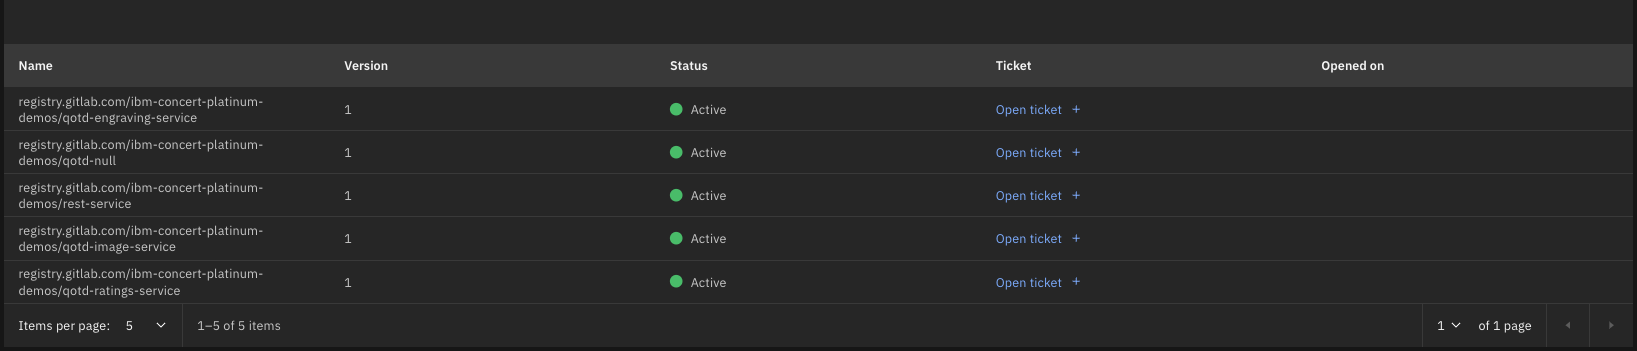 Name Version Status Ticket Opened on
registry.gitlab.com/ibm-concert-platinum-
demos/qotd-engraving-service 1 Active Open ticket +
registry.gitlab.com/ibm-concert-platinum-
demos/qotd-null 1 Active Open ticket +
registry.gitlab.com/ibm-concert-platinum-
demos/rest-service 1 Active Open ticket +
registry.gitlab.com/ibm-concert-platinum-
demos/qotd-image-service 1 Active Open ticket +
registry.gitlab.com/ibm-concert-platinum-
demos/qotd-ratings-service 1 Active Open ticket +
Items per page: 5 1–5 of 5 items 1 of 1 page